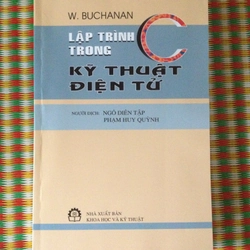 W. BUCHANAN
LẬP TRÌNH
TRONG C
KỸ THUẬT
ĐIỆN TỬ
NGƯỜI DỊCH: NGÔ DIÊN TẬP
PHẠM HUY QUỲNH
NHÀ XUẤT BẢN
KHOA HỌC VÀ KỸ THUẬT